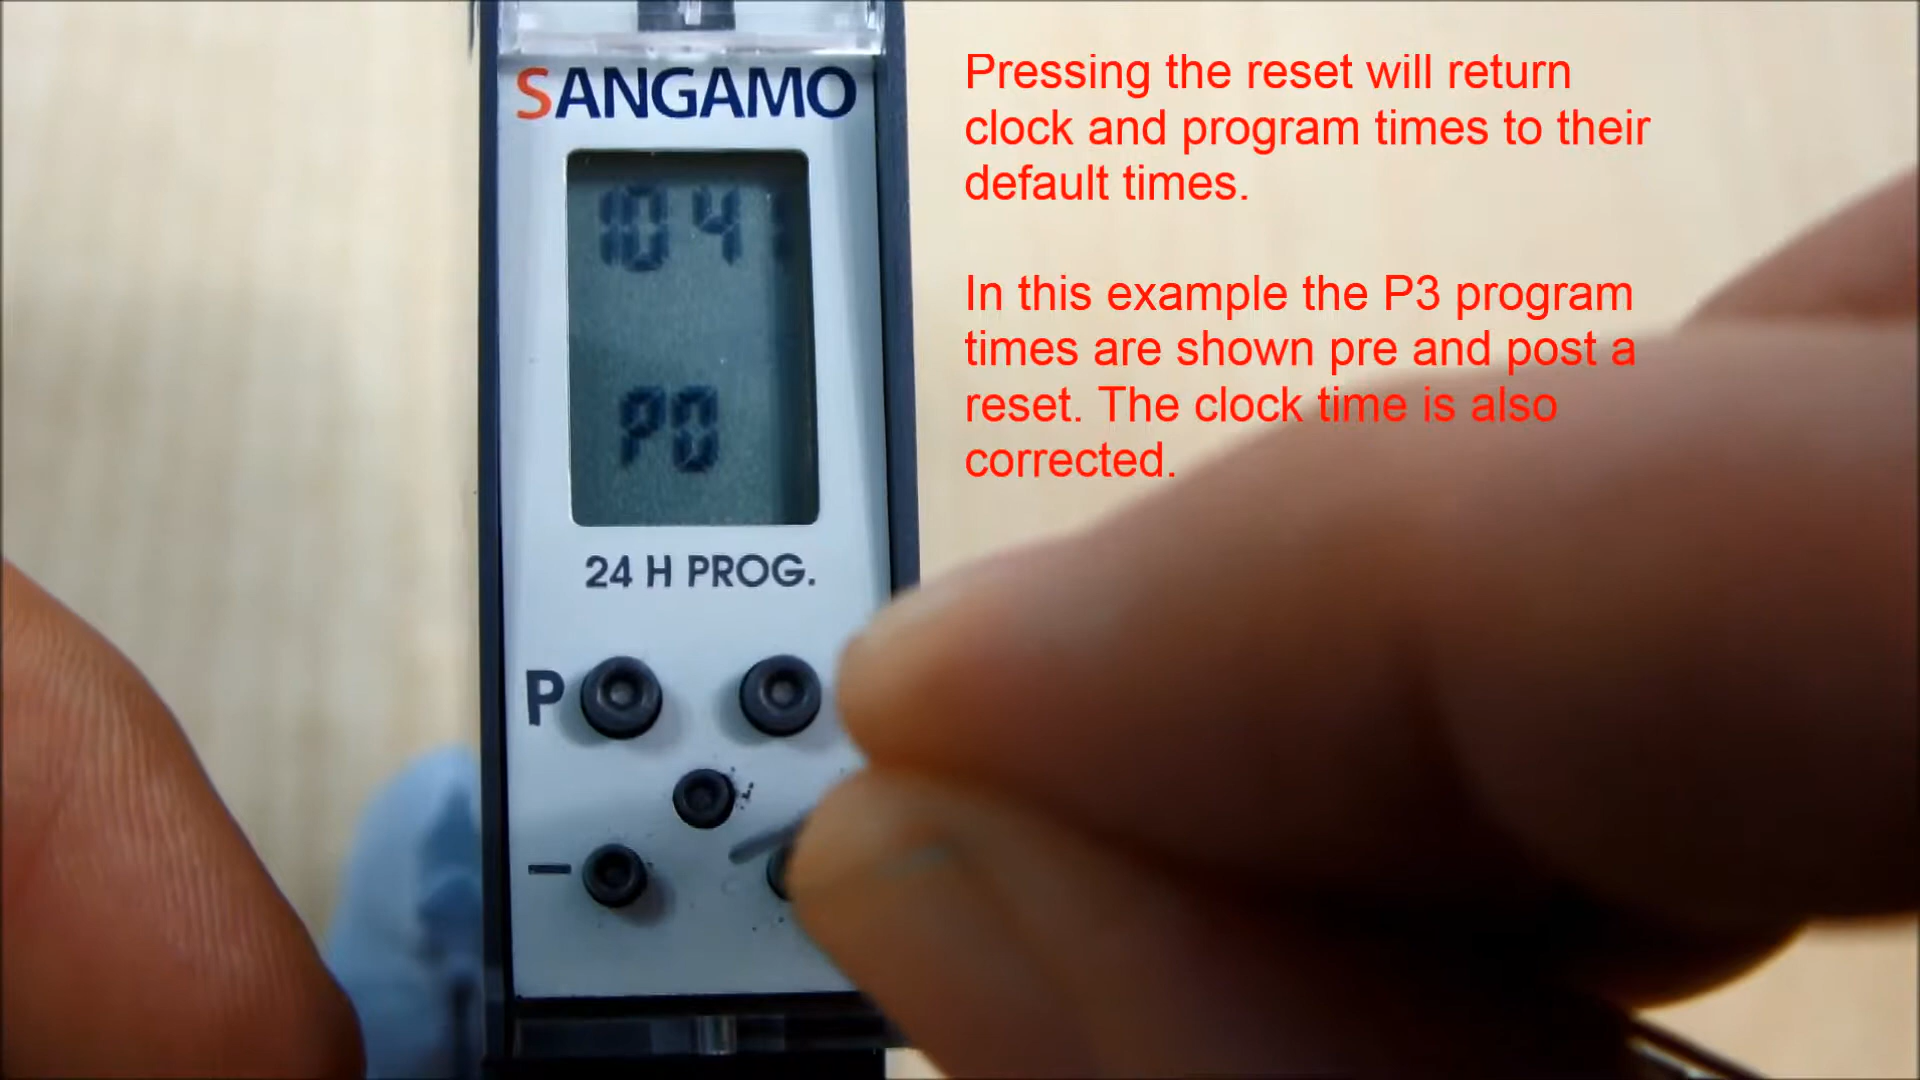 SANGAMO
1041
P0
24 H PROG.
P
–
Pressing the reset will return
clock and program times to their
default times.
In this example the P3 program
times are shown pre and post a
reset. The clock time is also
corrected.